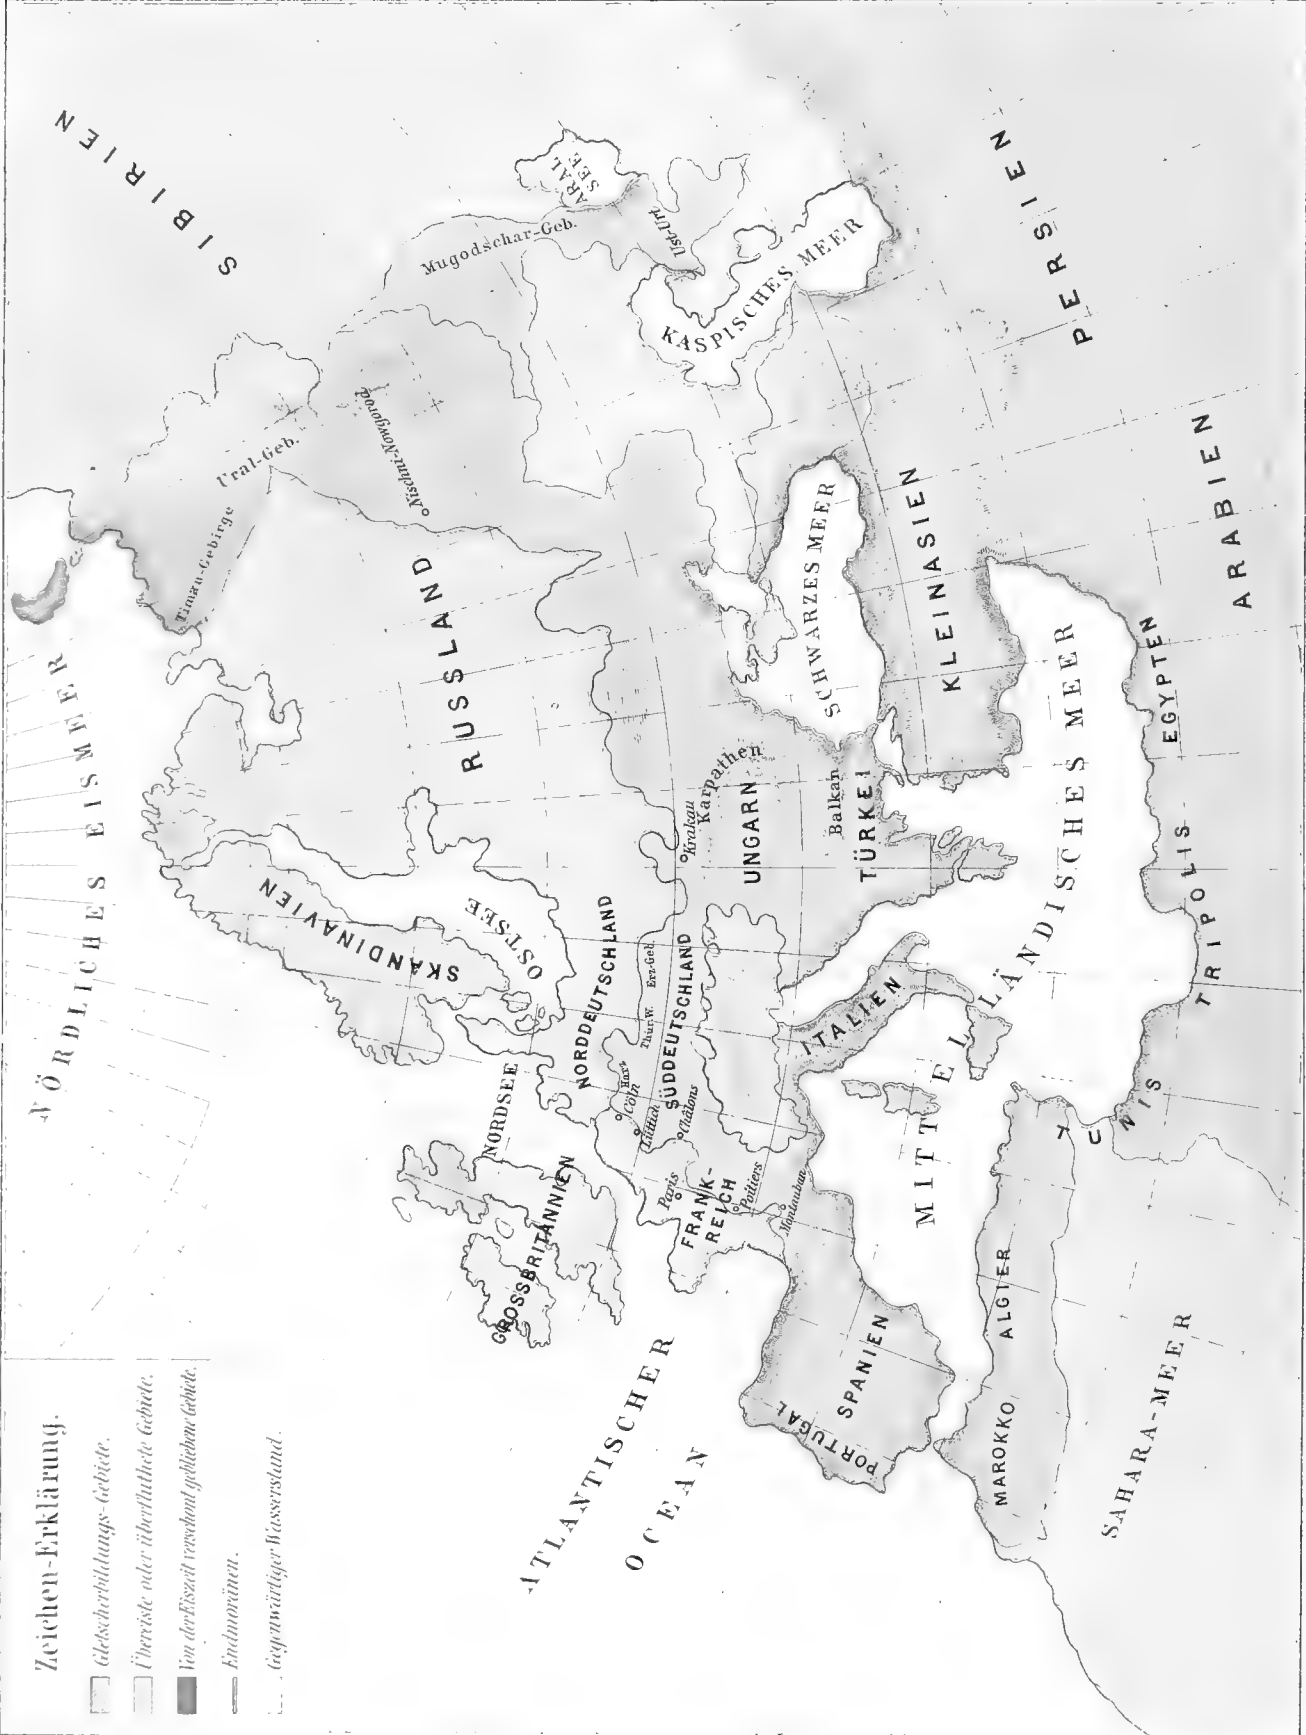 Zeichen-Erklärung.
Gletscherbildungs-Gebiete.
Übereiste oder überfluthete Gebiete.
Von der Eiszeit verschont gebliebene Gebiete.
Endmoränen.
Gegenwärtiger Wasserstand.
NÖRDLICHES EISMEER
SIBIRIEN
Timan-Gebirge
Ural-Geb.
Mugodschar-Geb.
ARAL
SEE
Ust-Urt
Nischni-Nowgorod
RUSSLAND
SKANDINAVIEN
OSTSEE
NORDSEE
GROSSBRITANNIEN
ATLANTISCHER
OCEAN
NORDDEUTSCHLAND
Harz
Cöln
Lüttich
Thür.W.
Erz-Geb.
SÜDDEUTSCHLAND
Châlons
Paris
FRANK-
REICH
Poitiers
Montauban
Krakau
Karpathen
UNGARN
Balkan
TÜRKEI
SCHWARZES MEER
KASPISCHES MEER
KLEINASIEN
PERSIEN
ARABIEN
EGYPTEN
ITALIEN
MITTELLÄNDISCHES MEER
PORTUGAL
SPANIEN
MAROKKO
ALGIER
TUNIS
TRIPOLIS
SAHARA-MEER